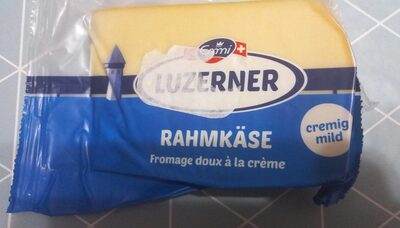 Emmi
LUZERNER
RAHMKÄSE
Fromage doux à la crème
cremig
mild